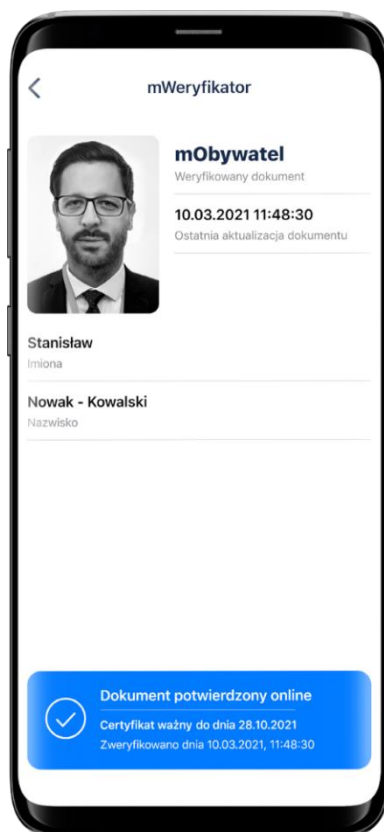 mWeryfikator
mObywatel
Weryfikowany dokument
10.03.2021 11:48:30
Ostatnia aktualizacja dokumentu
Stanisław
Imiona
Nowak - Kowalski
Nazwisko
Dokument potwierdzony online
Certyfikat ważny do dnia 28.10.2021
Zweryfikowano dnia 10.03.2021, 11:48:30